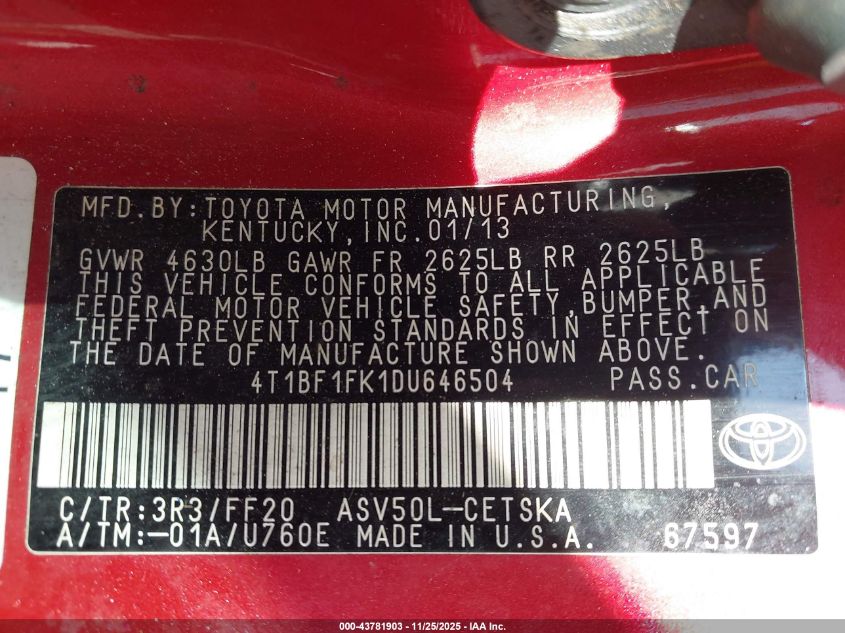 MFD.BY:TOYOTA MOTOR MANUFACTURING,
KENTUCKY,INC.01/13
GVWR 4630LB GAWR FR 2625LB RR 2625LB
THIS VEHICLE CONFORMS TO ALL APPLICABLE
FEDERAL MOTOR VEHICLE SAFETY,BUMPER,AND
THEFT PREVENTION STANDARDS IN EFFECT ON
THE DATE OF MANUFACTURE SHOWN ABOVE.
4T1BF1FK1DU646504 PASS.CAR
C/TR:3R3/FF20 ASV50L-CETSKA
A/TM:-01A/U760E MADE IN U.S.A. 67597
000-43781903 - 11/25/2025 - IAA Inc.